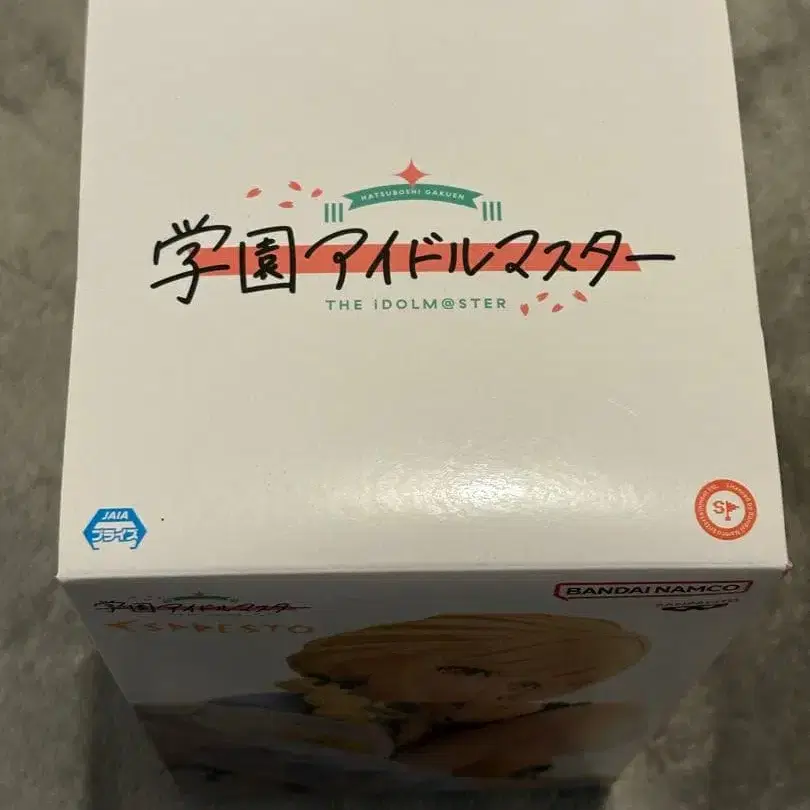 HATSUBOSHI GAKUEN
学園アイドルマスター
THE iDOLM@STER
JAIA
プライズ
S
BANDAI NAMCO
学園アイドルマスター
ESPRESTO